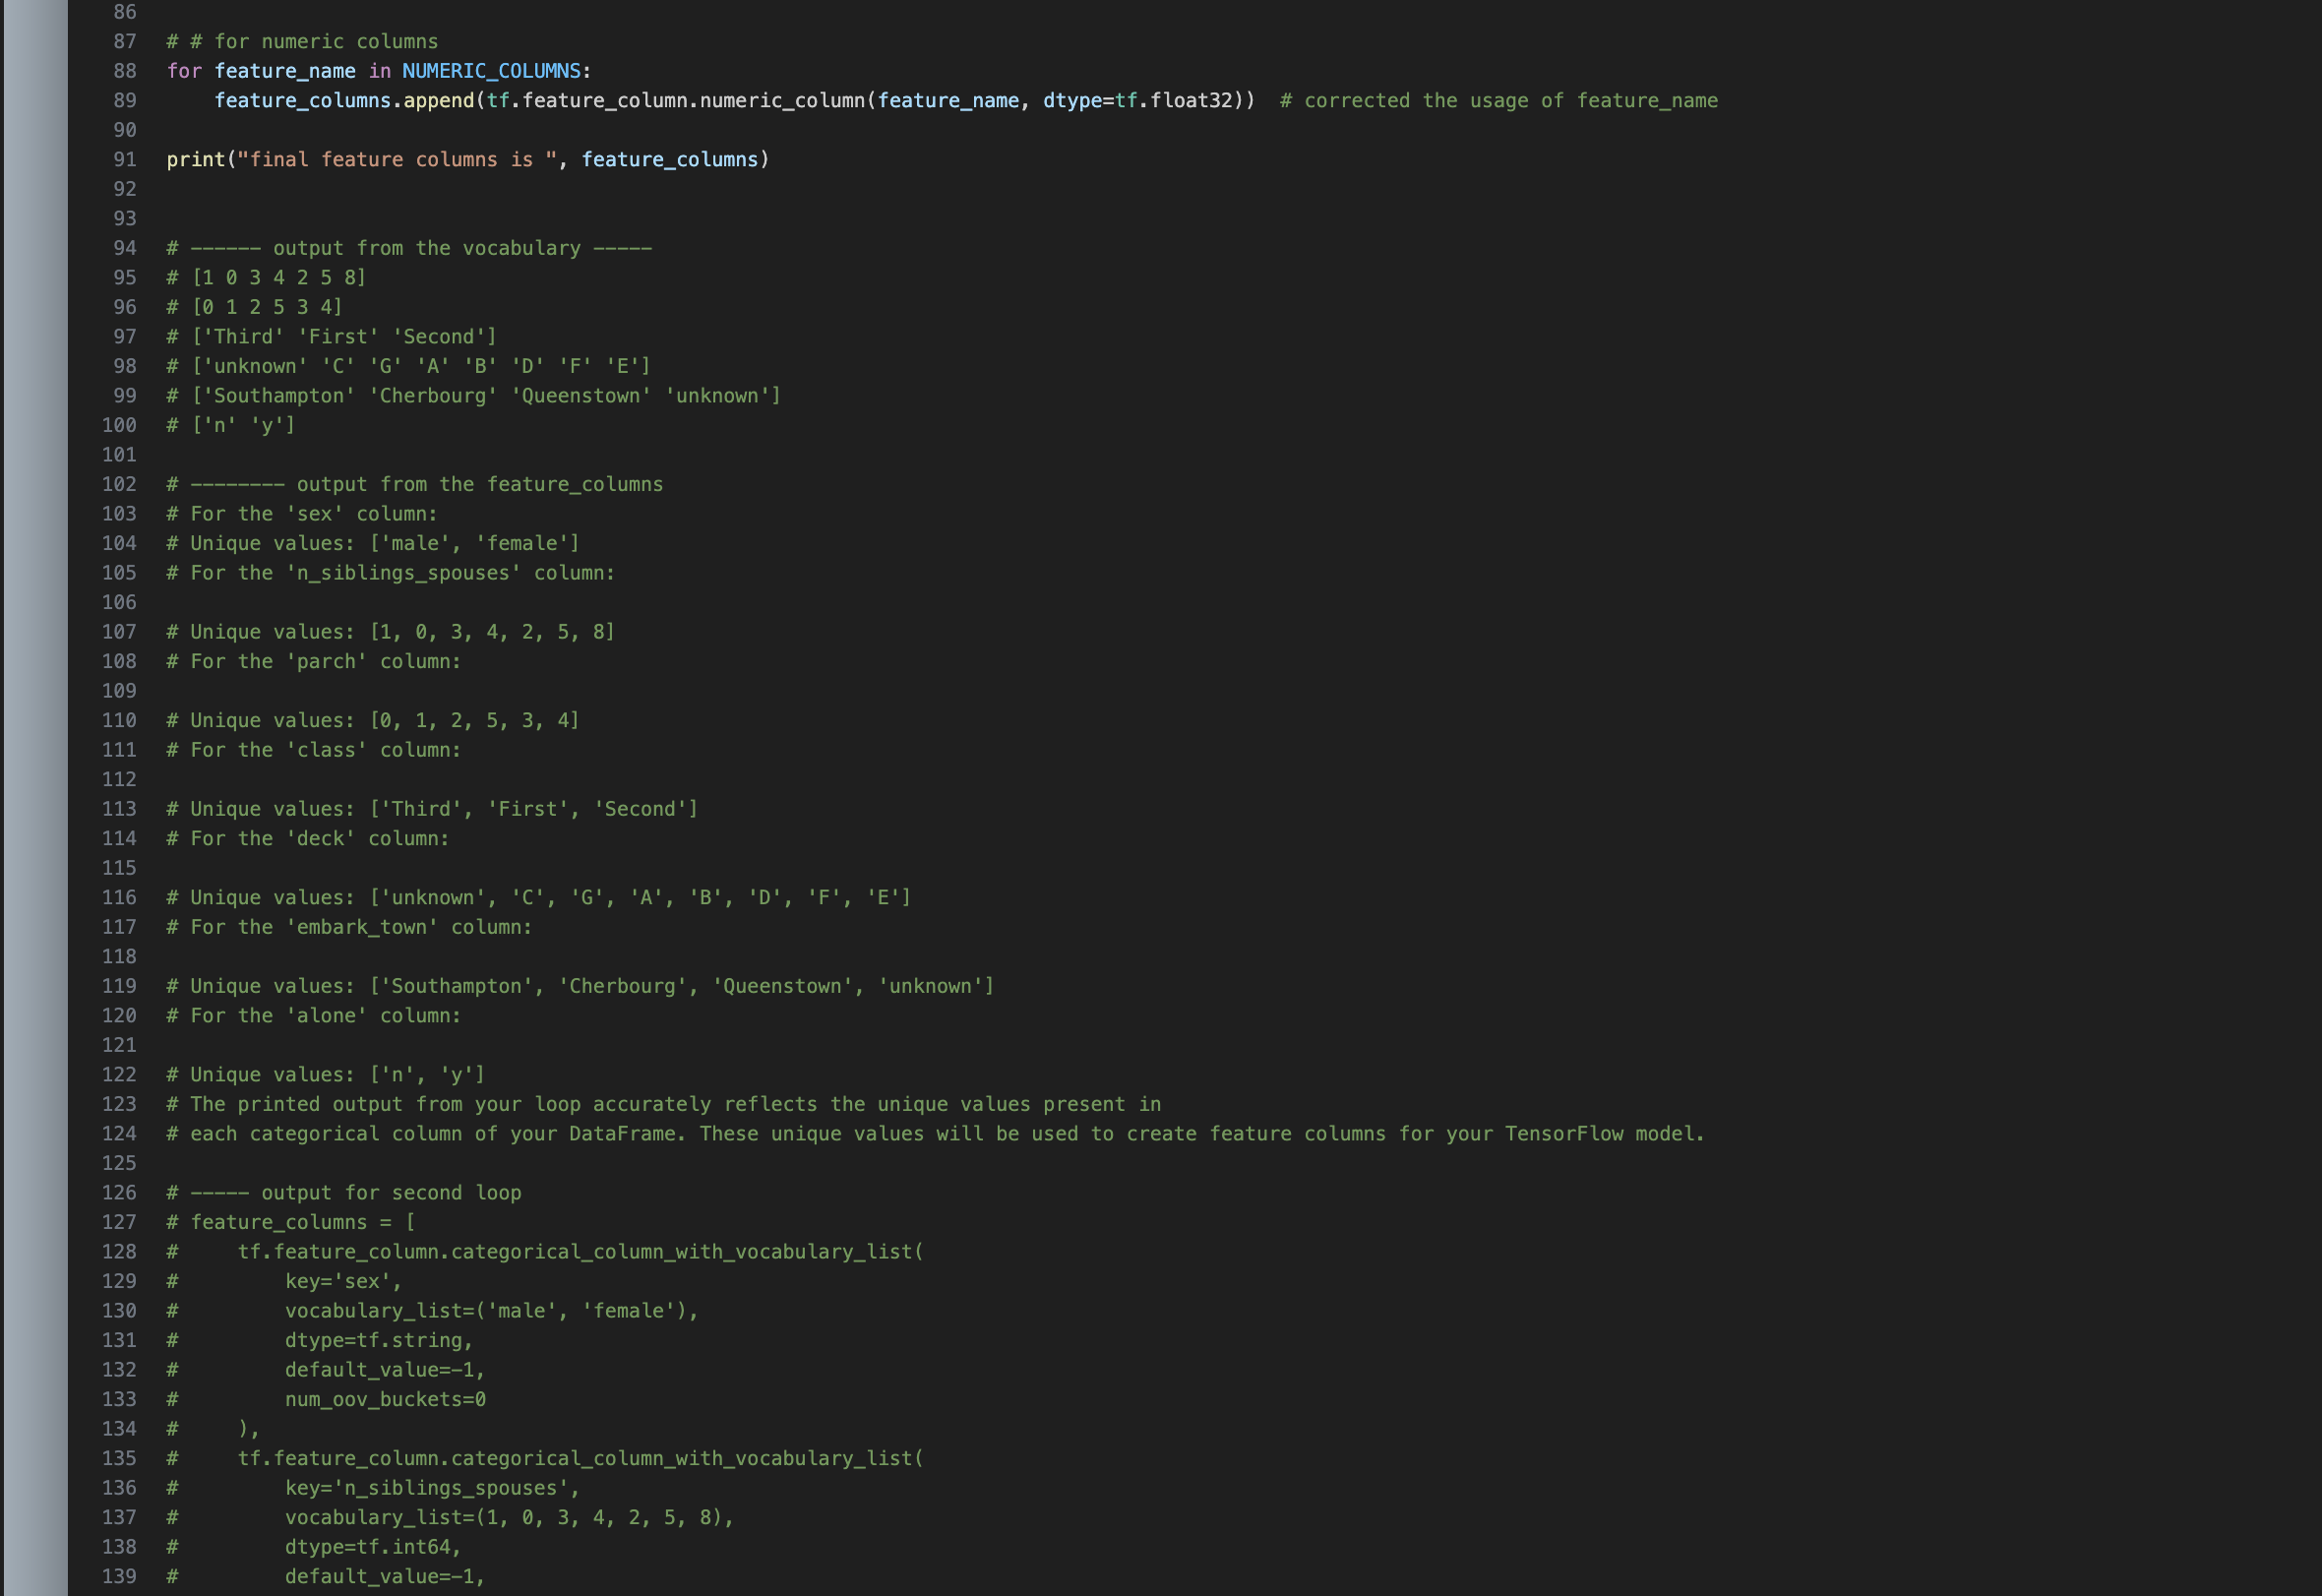 86
87 # # for numeric columns
88 for feature_name in NUMERIC_COLUMNS:
89     feature_columns.append(tf.feature_column.numeric_column(feature_name, dtype=tf.float32))  # corrected the usage of feature_name
90
91 print("final feature columns is ", feature_columns)
92
93
94 # ------ output from the vocabulary -----
95 # [1 0 3 4 2 5 8]
96 # [0 1 2 5 3 4]
97 # ['Third' 'First' 'Second']
98 # ['unknown' 'C' 'G' 'A' 'B' 'D' 'F' 'E']
99 # ['Southampton' 'Cherbourg' 'Queenstown' 'unknown']
100 # ['n' 'y']
101
102 # -------- output from the feature_columns
103 # For the 'sex' column:
104 # Unique values: ['male', 'female']
105 # For the 'n_siblings_spouses' column:
106
107 # Unique values: [1, 0, 3, 4, 2, 5, 8]
108 # For the 'parch' column:
109
110 # Unique values: [0, 1, 2, 5, 3, 4]
111 # For the 'class' column:
112
113 # Unique values: ['Third', 'First', 'Second']
114 # For the 'deck' column:
115
116 # Unique values: ['unknown', 'C', 'G', 'A', 'B', 'D', 'F', 'E']
117 # For the 'embark_town' column:
118
119 # Unique values: ['Southampton', 'Cherbourg', 'Queenstown', 'unknown']
120 # For the 'alone' column:
121
122 # Unique values: ['n', 'y']
123 # The printed output from your loop accurately reflects the unique values present in
124 # each categorical column of your DataFrame. These unique values will be used to create feature columns for your TensorFlow model.
125
126 # ----- output for second loop
127 # feature_columns = [
128 #     tf.feature_column.categorical_column_with_vocabulary_list(
129 #         key='sex',
130 #         vocabulary_list=('male', 'female'),
131 #         dtype=tf.string,
132 #         default_value=-1,
133 #         num_oov_buckets=0
134 #     ),
135 #     tf.feature_column.categorical_column_with_vocabulary_list(
136 #         key='n_siblings_spouses',
137 #         vocabulary_list=(1, 0, 3, 4, 2, 5, 8),
138 #         dtype=tf.int64,
139 #         default_value=-1,